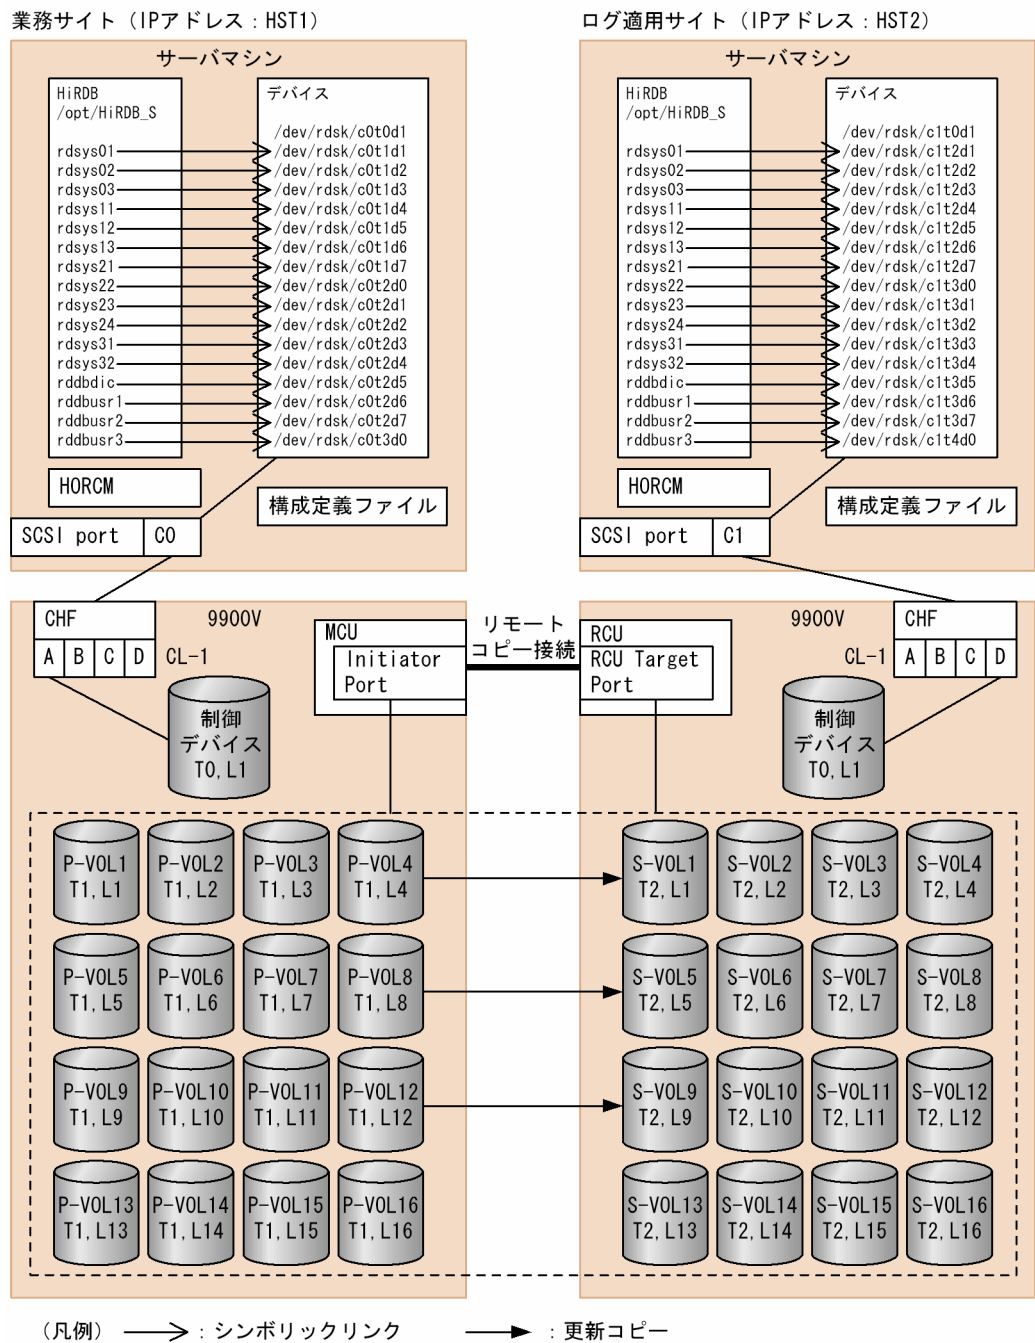 業務サイト（IPアドレス：HST1）
サーバマシン
HiRDB
/opt/HiRDB_S
rdsys01
rdsys02
rdsys03
rdsys11
rdsys12
rdsys13
rdsys21
rdsys22
rdsys23
rdsys24
rdsys31
rdsys32
rddbdic
rddbusr1
rddbusr2
rddbusr3
デバイス
/dev/rdsk/c0t0d1
/dev/rdsk/c0t1d1
/dev/rdsk/c0t1d2
/dev/rdsk/c0t1d3
/dev/rdsk/c0t1d4
/dev/rdsk/c0t1d5
/dev/rdsk/c0t1d6
/dev/rdsk/c0t1d7
/dev/rdsk/c0t2d0
/dev/rdsk/c0t2d1
/dev/rdsk/c0t2d2
/dev/rdsk/c0t2d3
/dev/rdsk/c0t2d4
/dev/rdsk/c0t2d5
/dev/rdsk/c0t2d6
/dev/rdsk/c0t2d7
/dev/rdsk/c0t3d0
HORCM
構成定義ファイル
SCSI port C0
ログ適用サイト（IPアドレス：HST2）
サーバマシン
HiRDB
/opt/HiRDB_S
rdsys01
rdsys02
rdsys03
rdsys11
rdsys12
rdsys13
rdsys21
rdsys22
rdsys23
rdsys24
rdsys31
rdsys32
rddbdic
rddbusr1
rddbusr2
rddbusr3
デバイス
/dev/rdsk/c1t0d1
/dev/rdsk/c1t2d1
/dev/rdsk/c1t2d2
/dev/rdsk/c1t2d3
/dev/rdsk/c1t2d4
/dev/rdsk/c1t2d5
/dev/rdsk/c1t2d6
/dev/rdsk/c1t2d7
/dev/rdsk/c1t3d0
/dev/rdsk/c1t3d1
/dev/rdsk/c1t3d2
/dev/rdsk/c1t3d3
/dev/rdsk/c1t3d4
/dev/rdsk/c1t3d5
/dev/rdsk/c1t3d6
/dev/rdsk/c1t3d7
/dev/rdsk/c1t4d0
HORCM
構成定義ファイル
SCSI port C1
CHF
A B C D CL-1
9900V
MCU
Initiator
Port
制御
デバイス
T0,L1
リモート
コピー接続
RCU
RCU Target
Port
9900V
CHF
CL-1 A B C D
制御
デバイス
T0,L1
P-VOL1 P-VOL2 P-VOL3 P-VOL4
T1,L1 T1,L2 T1,L3 T1,L4
P-VOL5 P-VOL6 P-VOL7 P-VOL8
T1,L5 T1,L6 T1,L7 T1,L8
P-VOL9 P-VOL10 P-VOL11 P-VOL12
T1,L9 T1,L10 T1,L11 T1,L12
P-VOL13 P-VOL14 P-VOL15 P-VOL16
T1,L13 T1,L14 T1,L15 T1,L16
S-VOL1 S-VOL2 S-VOL3 S-VOL4
T2,L1 T2,L2 T2,L3 T2,L4
S-VOL5 S-VOL6 S-VOL7 S-VOL8
T2,L5 T2,L6 T2,L7 T2,L8
S-VOL9 S-VOL10 S-VOL11 S-VOL12
T2,L9 T2,L10 T2,L11 T2,L12
S-VOL13 S-VOL14 S-VOL15 S-VOL16
T2,L13 T2,L14 T2,L15 T2,L16
（凡例） ：シンボリックリンク ：更新コピー